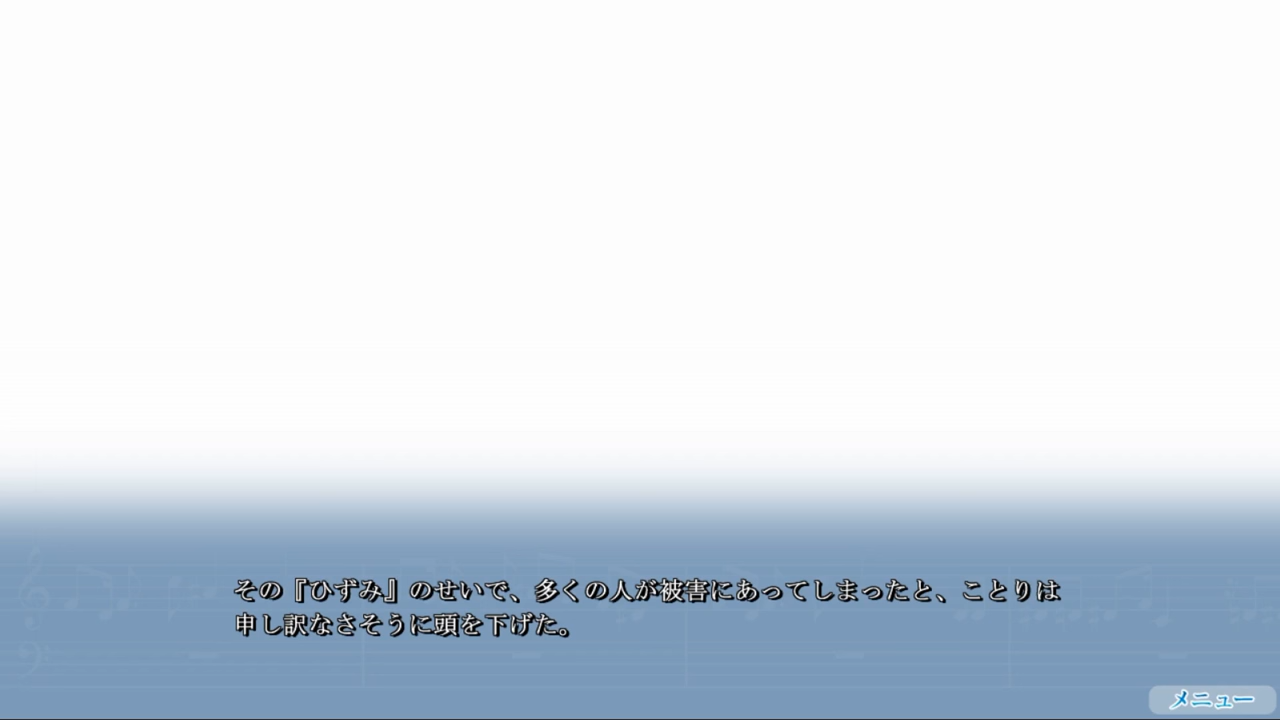 その『ひずみ』のせいで、多くの人が被害にあってしまったと、ことりは
申し訳なさそうに頭を下げた。
メニュー